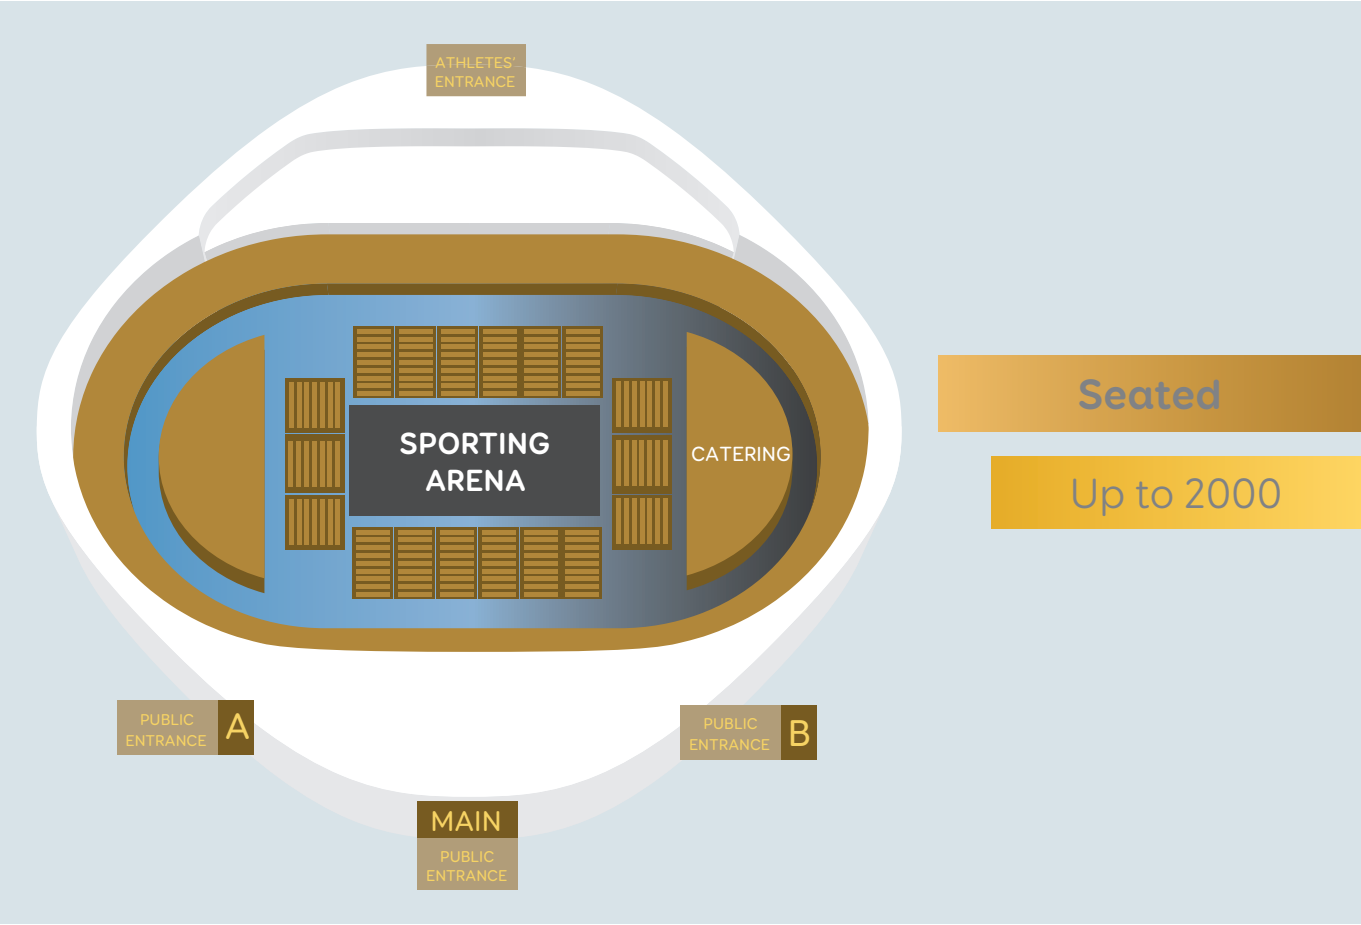 ATHLETES'
ENTRANCE
SPORTING
ARENA
CATERING
Seated
Up to 2000
PUBLIC
ENTRANCE
A
PUBLIC
ENTRANCE
B
MAIN
PUBLIC
ENTRANCE